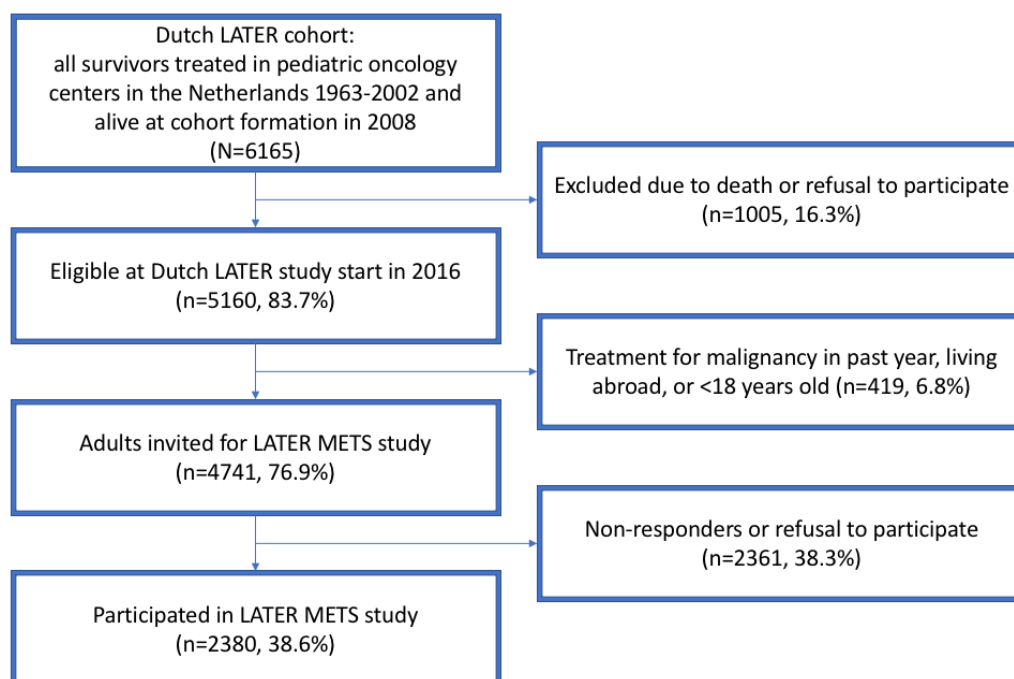 Dutch LATER cohort:
all survivors treated in pediatric oncology
centers in the Netherlands 1963-2002 and
alive at cohort formation in 2008
(N=6165)
Excluded due to death or refusal to participate
(n=1005, 16.3%)
Eligible at Dutch LATER study start in 2016
(n=5160, 83.7%)
Treatment for malignancy in past year, living
abroad, or <18 years old (n=419, 6.8%)
Adults invited for LATER METS study
(n=4741, 76.9%)
Non-responders or refusal to participate
(n=2361, 38.3%)
Participated in LATER METS study
(n=2380, 38.6%)